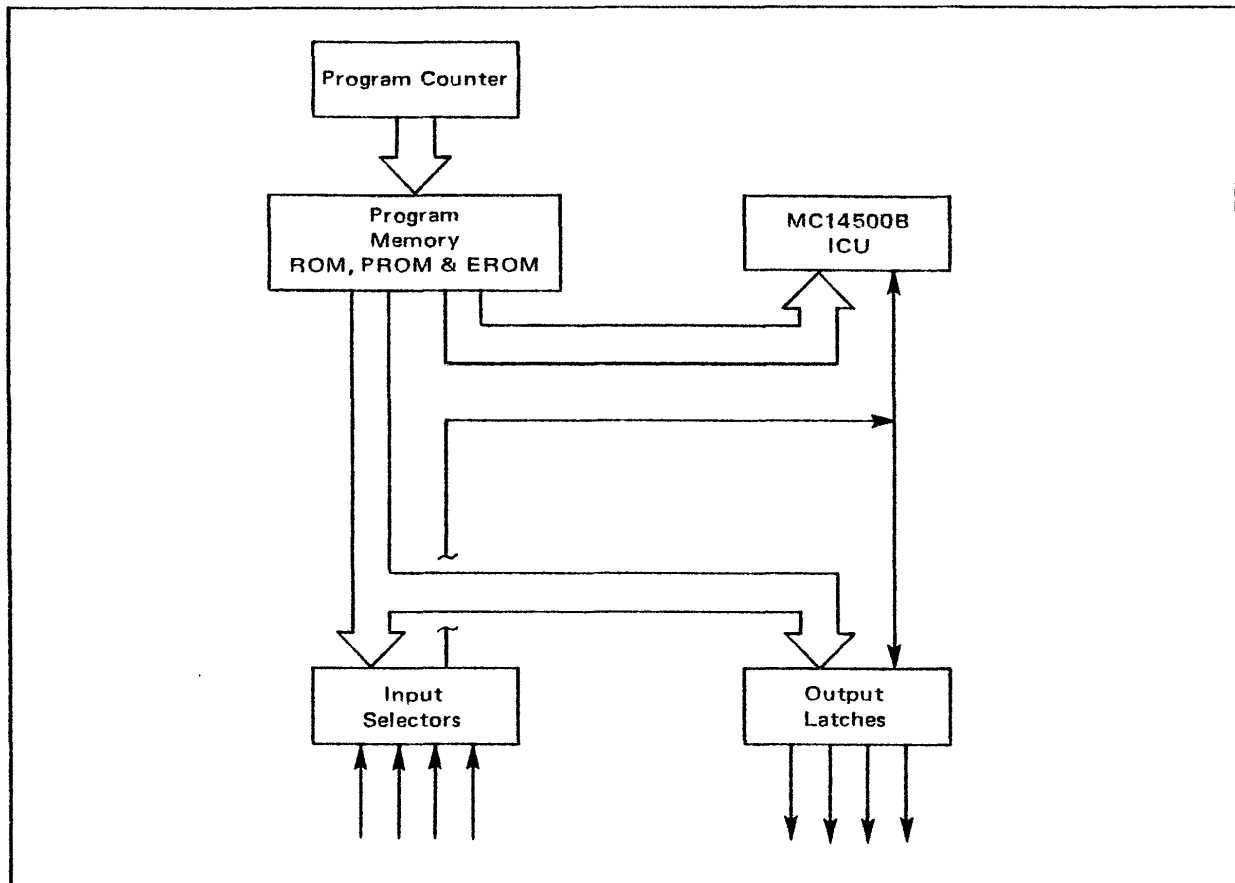 Program Counter
Program
Memory
ROM, PROM & EROM
MC14500B
ICU
Input
Selectors
Output
Latches